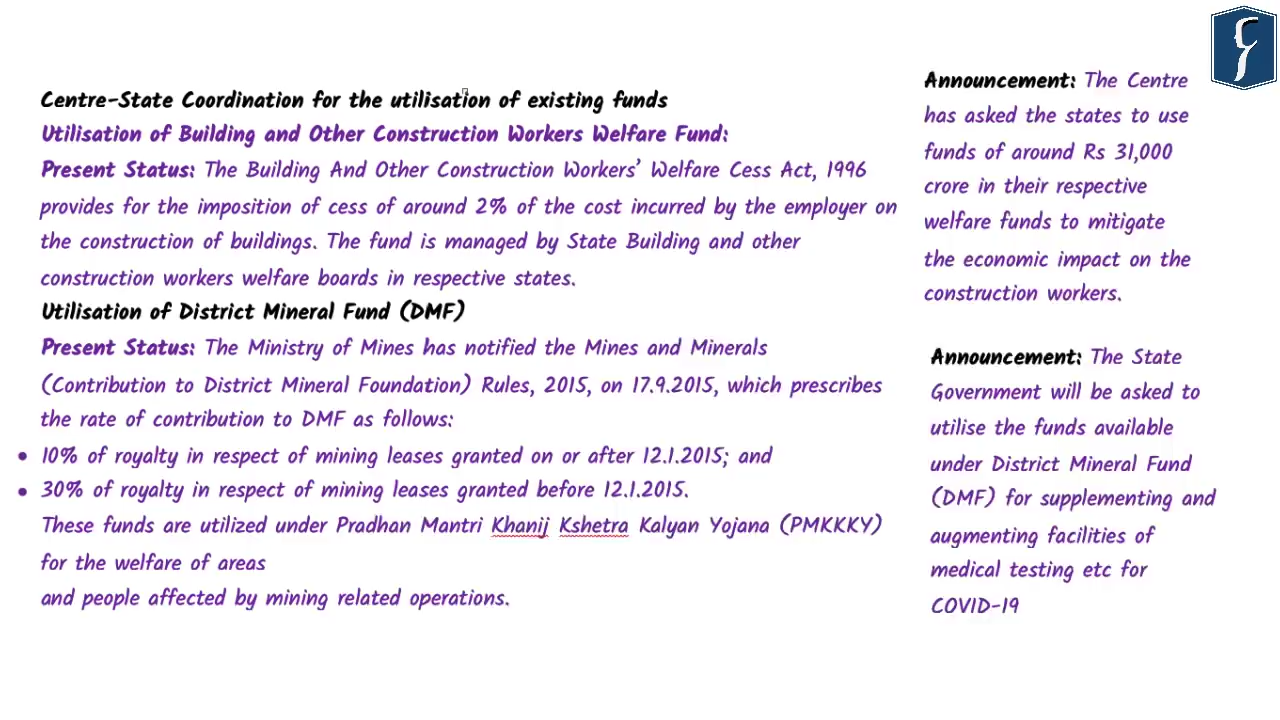 Centre-State Coordination for the utilisation of existing funds
Utilisation of Building and Other Construction Workers Welfare Fund:
Present Status: The Building And Other Construction Workers' Welfare Cess Act, 1996
provides for the imposition of cess of around 2% of the cost incurred by the employer on
the construction of buildings. The fund is managed by State Building and other
construction workers welfare boards in respective states.
Utilisation of District Mineral Fund (DMF)
Present Status: The Ministry of Mines has notified the Mines and Minerals
(Contribution to District Mineral Foundation) Rules, 2015, on 17.9.2015, which prescribes
the rate of contribution to DMF as follows:
• 10% of royalty in respect of mining leases granted on or after 12.1.2015; and
• 30% of royalty in respect of mining leases granted before 12.1.2015.
These funds are utilized under Pradhan Mantri Khanij Kshetra Kalyan Yojana (PMKKKY)
for the welfare of areas
and people affected by mining related operations.
Announcement: The Centre
has asked the states to use
funds of around Rs 31,000
crore in their respective
welfare funds to mitigate
the economic impact on the
construction workers.
Announcement: The State
Government will be asked to
utilise the funds available
under District Mineral Fund
(DMF) for supplementing and
augmenting facilities of
medical testing etc for
COVID-19